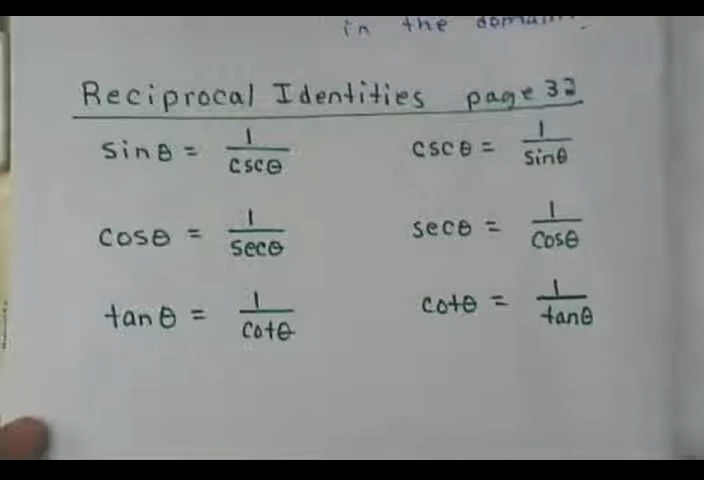 in the domain
Reciprocal Identities page 32
sinθ = 1/cscθ cscθ = 1/sinθ
cosθ = 1/secθ secθ = 1/cosθ
tanθ = 1/cotθ cotθ = 1/tanθ